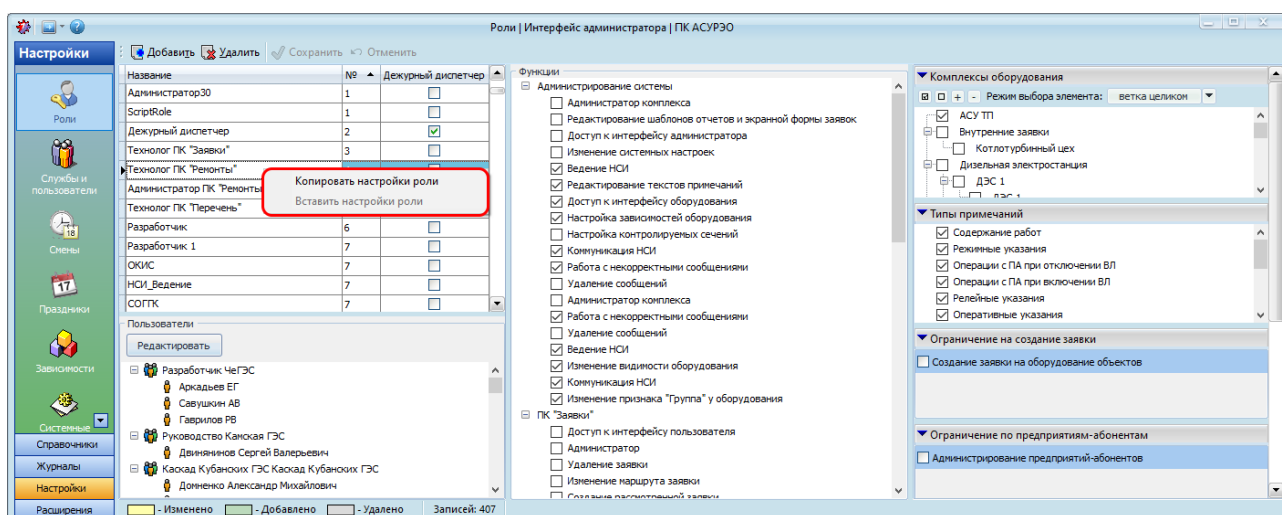 Роли | Интерфейс администратора | ПК АСУРЭО
Настройки
Добавить Удалить Сохранить Отменить
Роли
Службы и
пользователи
18
Смены
17
Праздники
Зависимости
Системные
Справочники
Журналы
Настройки
Расширения
Название № Дежурный диспетчер
Администратор30 1
ScriptRole 1
Дежурный диспетчер 2
Технолог ПК "Заявки" 3
Технолог ПК "Ремонты"
Администратор ПК "Ремонты
Технолог ПК "Перечень"
Разработчик 6
Разработчик 1 7
ОКИС 7
НСИ_Ведение 7
СОГГК 7
Копировать настройки роли
Вставить настройки роли
Пользователи
Редактировать
Разработчик ЧеГЭС
Аркадьев ЕГ
Савушкин АВ
Гаврилов РВ
Руководство Канская ГЭС
Двинянинов Сергей Валерьевич
Каскад Кубанских ГЭС Каскад Кубанских ГЭС
Домненко Александр Михайлович
- Изменено - Добавлено - Удалено Записей: 407
Функции
Администрирование системы
Администратор комплекса
Редактирование шаблонов отчетов и экранной формы заявок
Доступ к интерфейсу администратора
Изменение системных настроек
Ведение НСИ
Редактирование текстов примечаний
Доступ к интерфейсу оборудования
Настройка зависимостей оборудования
Настройка контролируемых сечений
Коммуникация НСИ
Работа с некорректными сообщениями
Удаление сообщений
Администратор комплекса
Работа с некорректными сообщениями
Удаление сообщений
Ведение НСИ
Изменение видимости оборудования
Коммуникация НСИ
Изменение признака "Группа" у оборудования
ПК "Заявки"
Доступ к интерфейсу пользователя
Администратор
Удаление заявки
Изменение маршрута заявки
Создание рассмотренной заявки
Комплексы оборудования
Режим выбора элемента: ветка целиком
АСУ ТП
Внутренние заявки
Котлотурбинный цех
Дизельная электростанция
ДЭС 1
ДЭС 1
Типы примечаний
Содержание работ
Режимные указания
Операции с ПА при отключении ВЛ
Операции с ПА при включении ВЛ
Релейные указания
Оперативные указания
Ограничение на создание заявки
Создание заявки на оборудование объектов
Ограничение по предприятиям-абонентам
Администрирование предприятий-абонентов